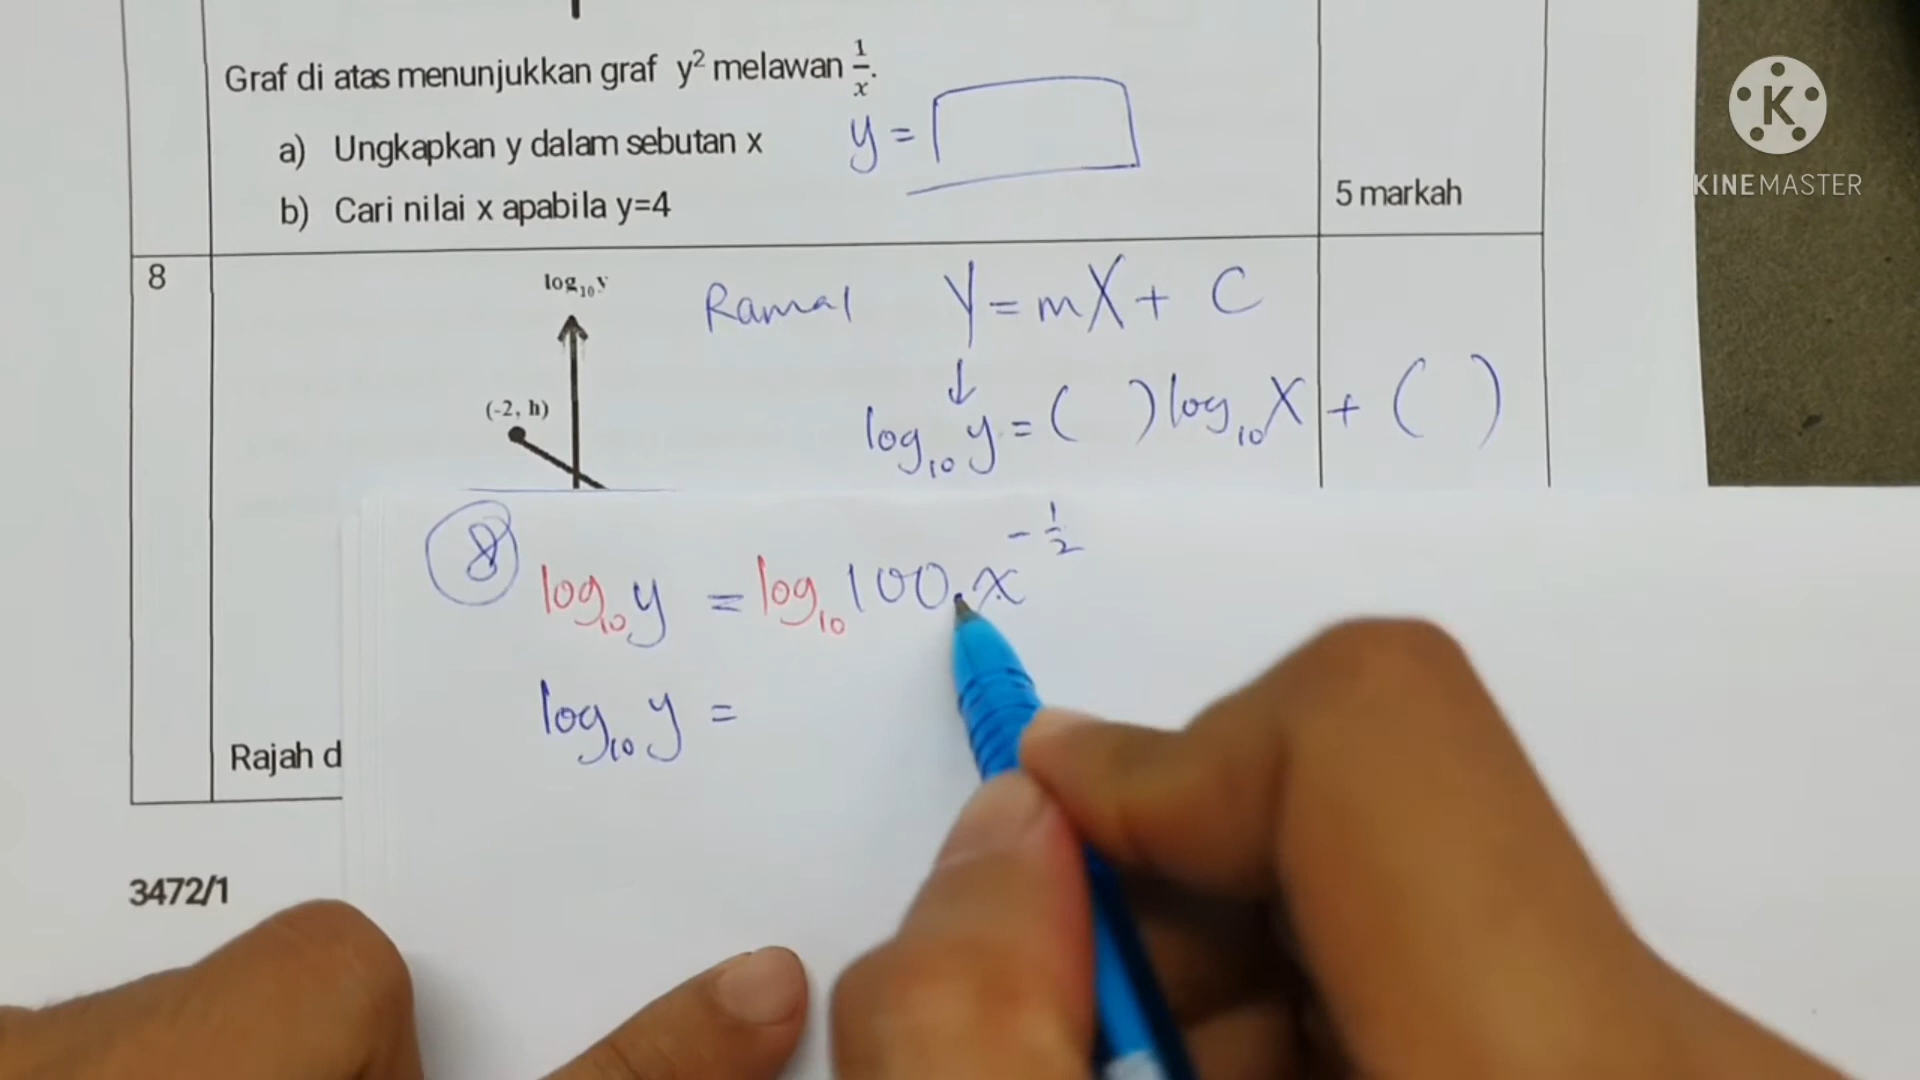 Graf di atas menunjukkan graf y² melawan 1/x.
a) Ungkapkan y dalam sebutan x
y =
b) Cari nilai x apabila y=4
5 markah
KINEMASTER
8
log₁₀ y
Ramal Y = mX + C
(-2, h)
log₁₀ y = ( ) log₁₀ X + ( )
8
log₁₀ y = log₁₀ 100.x^(-1/2)
log₁₀ y =
Rajah d
3472/1